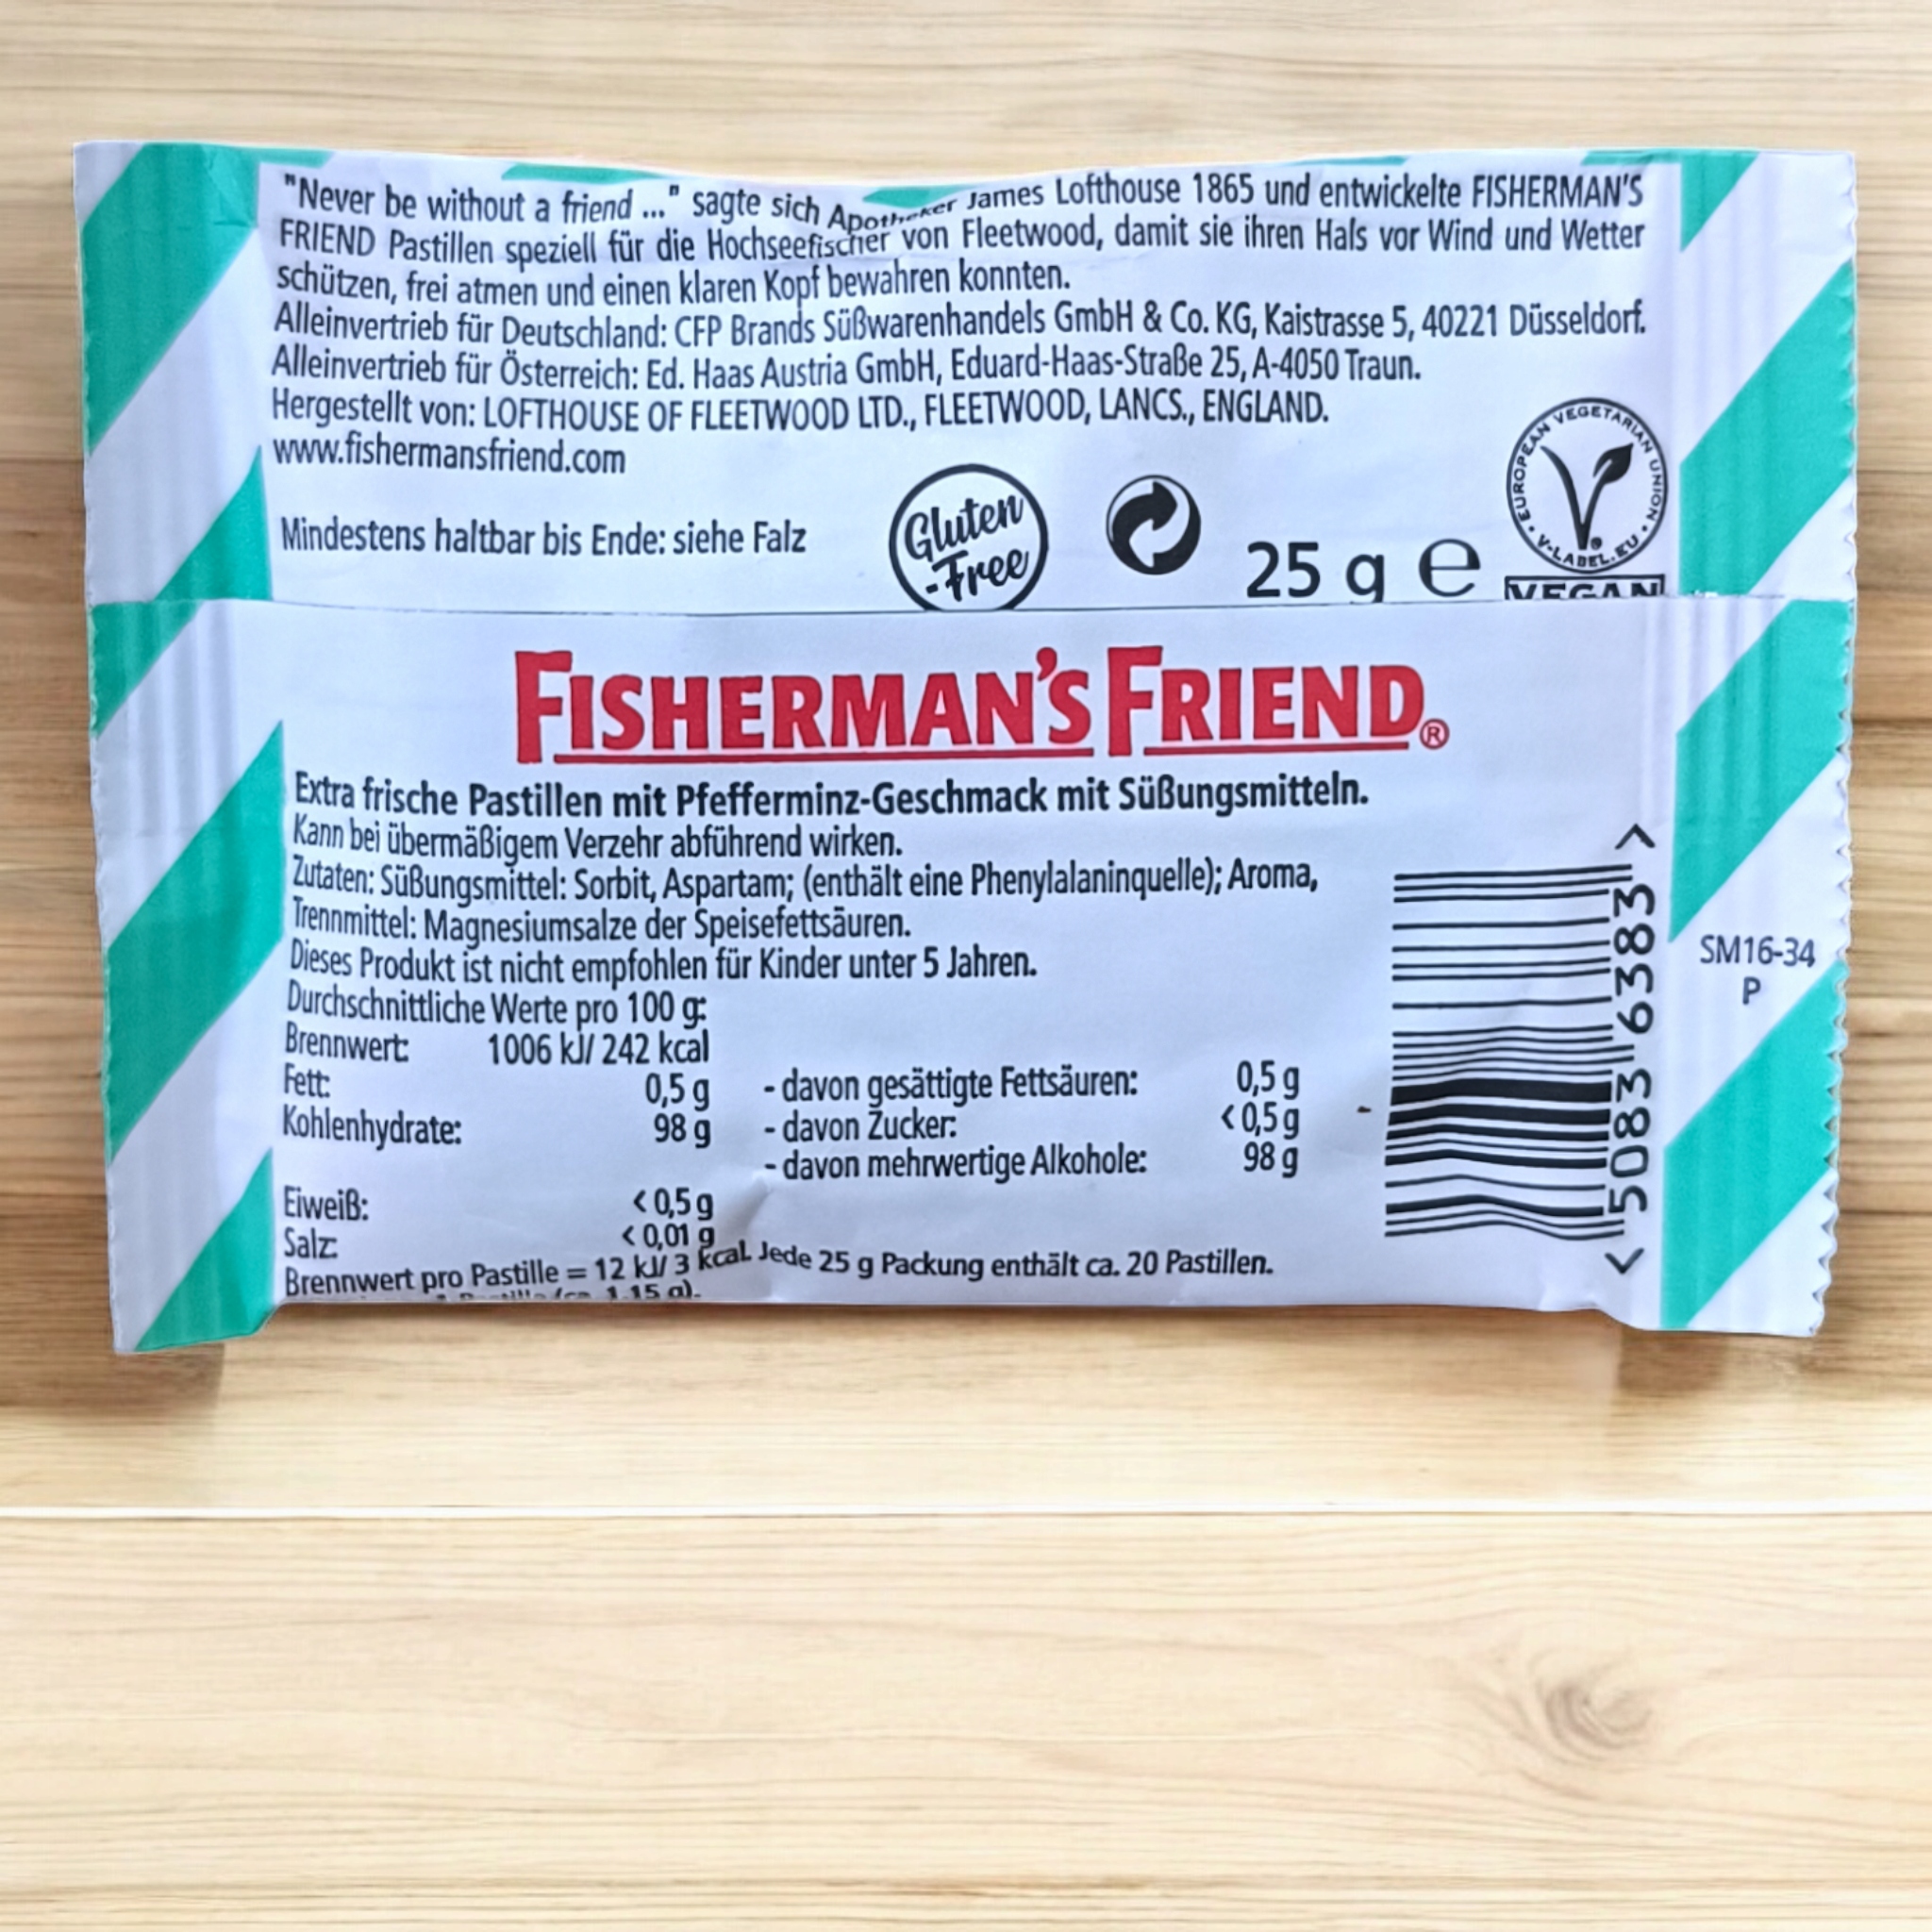 "Never be without a friend ..." sagte sich Apotheker James Lofthouse 1865 und entwickelte FISHERMAN'S
FRIEND Pastillen speziell für die Hochseefischer von Fleetwood, damit sie ihren Hals vor Wind und Wetter
schützen, frei atmen und einen klaren Kopf bewahren konnten.
Alleinvertrieb für Deutschland: CFP Brands Süßwarenhandels GmbH & Co. KG, Kaistrasse 5, 40221 Düsseldorf.
Alleinvertrieb für Österreich: Ed. Haas Austria GmbH, Eduard-Haas-Straße 25, A-4050 Traun.
Hergestellt von: LOFTHOUSE OF FLEETWOOD LTD., FLEETWOOD, LANCS., ENGLAND.
www.fishermansfriend.com
Mindestens haltbar bis Ende: siehe Falz
Gluten
-Free
25 g e
EUROPEAN VEGETARIAN UNION
V-LABEL.EU
VEGAN
FISHERMAN'S FRIEND®
Extra frische Pastillen mit Pfefferminz-Geschmack mit Süßungsmitteln.
Kann bei übermäßigem Verzehr abführend wirken.
Zutaten: Süßungsmittel: Sorbit, Aspartam; (enthält eine Phenylalaninquelle); Aroma,
Trennmittel: Magnesiumsalze der Speisefettsäuren.
Dieses Produkt ist nicht empfohlen für Kinder unter 5 Jahren.
Durchschnittliche Werte pro 100 g:
Brennwert: 1006 kJ/ 242 kcal
Fett: 0,5 g - davon gesättigte Fettsäuren: 0,5 g
Kohlenhydrate: 98 g - davon Zucker: < 0,5 g
- davon mehrwertige Alkohole: 98 g
Eiweiß: < 0,5 g
Salz: < 0,01 g
Brennwert pro Pastille = 12 kJ/ 3 kcal. Jede 25 g Packung enthält ca. 20 Pastillen.
1 Pastille (ca. 1,15 g).
< 5083 6383 >
SM16-34
P